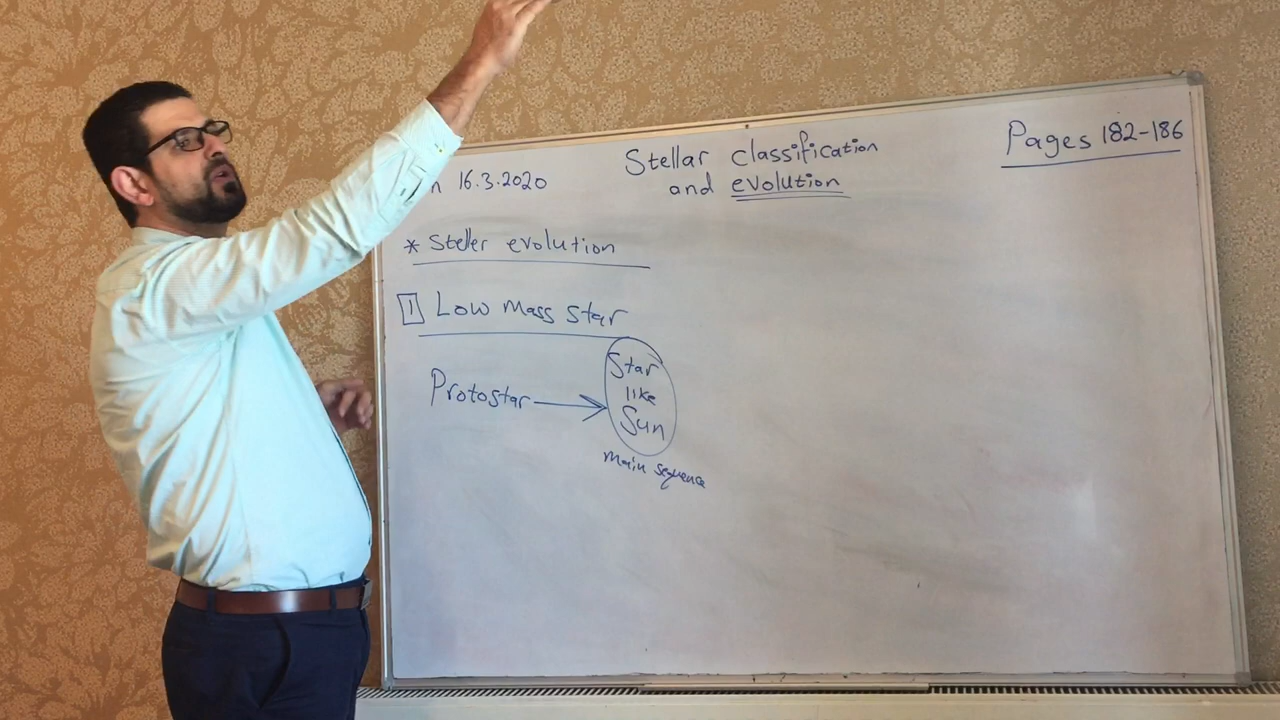 16.3.2020
Stellar classification
and evolution
Pages 182-186
* Steller evolution
1 Low mass star
Protostar
Star
like
Sun
main sequence